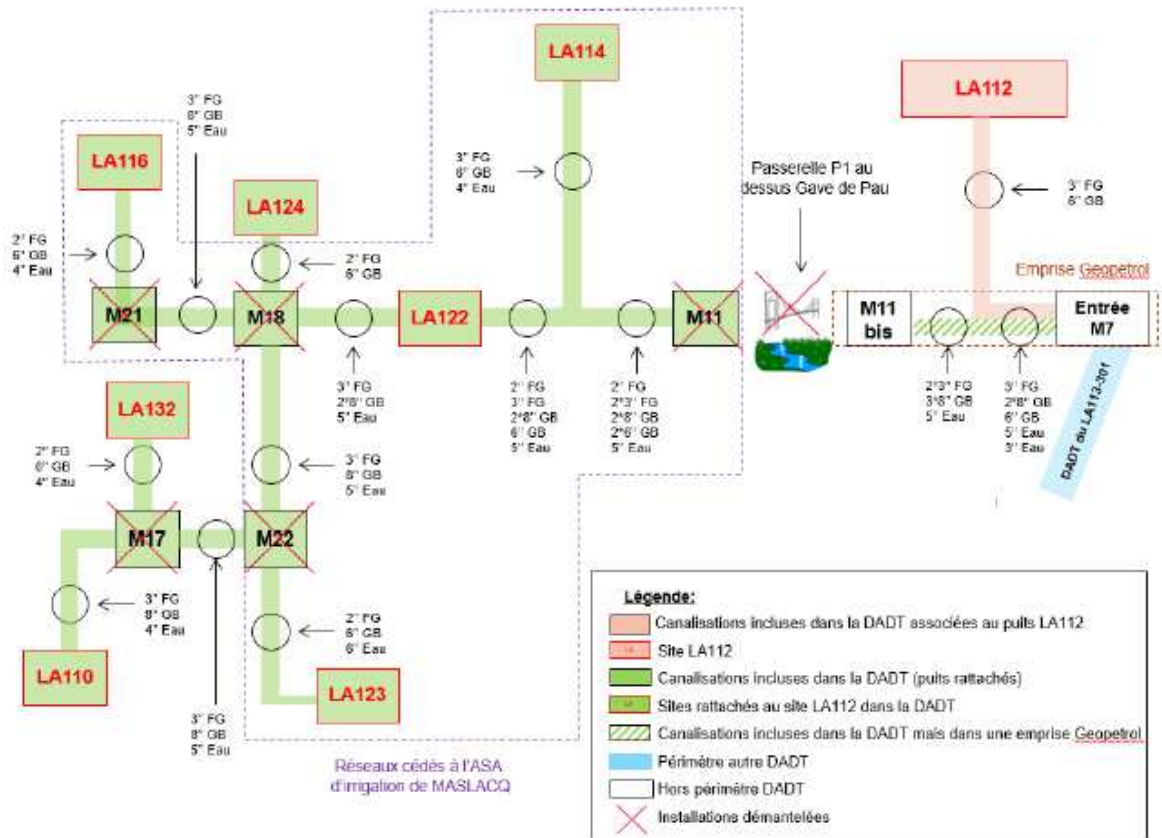 LA114
LA112
3" FG
8" GB
5" Eau
LA116
3" FG
6" GB
4" Eau
Passerelle P1 au
dessus Gave de Pau
3" FG
6" GB
LA124
2" FG
6" GB
4" Eau
2" FG
6" GB
Emprise Geopetrol
M21
M18
LA122
M11
M11
bis
Entrée
M7
3" FG
2*8" GB
5" Eau
2" FG
3" FG
2*8" GB
6" GB
5" Eau
2" FG
2*3" FG
2*8" GB
2*6" GB
5" Eau
2*3" FG
3*8" GB
5" Eau
3" FG
2*8" GB
6" GB
5" Eau
3" Eau
DADT du LA113-301
LA132
2" FG
6" GB
4" Eau
3" FG
8" GB
5" Eau
M17
M22
3" FG
8" GB
4" Eau
2" FG
6" GB
6" Eau
LA110
LA123
3" FG
8" GB
5" Eau
Réseaux cédés à l'ASA
d'irrigation de MASLACQ
Légende:
Canalisations incluses dans la DADT associées au puits LA112
Site LA112
Canalisations incluses dans la DADT (puits rattachés)
Sites rattachés au site LA112 dans la DADT
Canalisations incluses dans la DADT mais dans une emprise Geopetrol
Périmètre autre DADT
Hors périmètre DADT
Installations démantelées